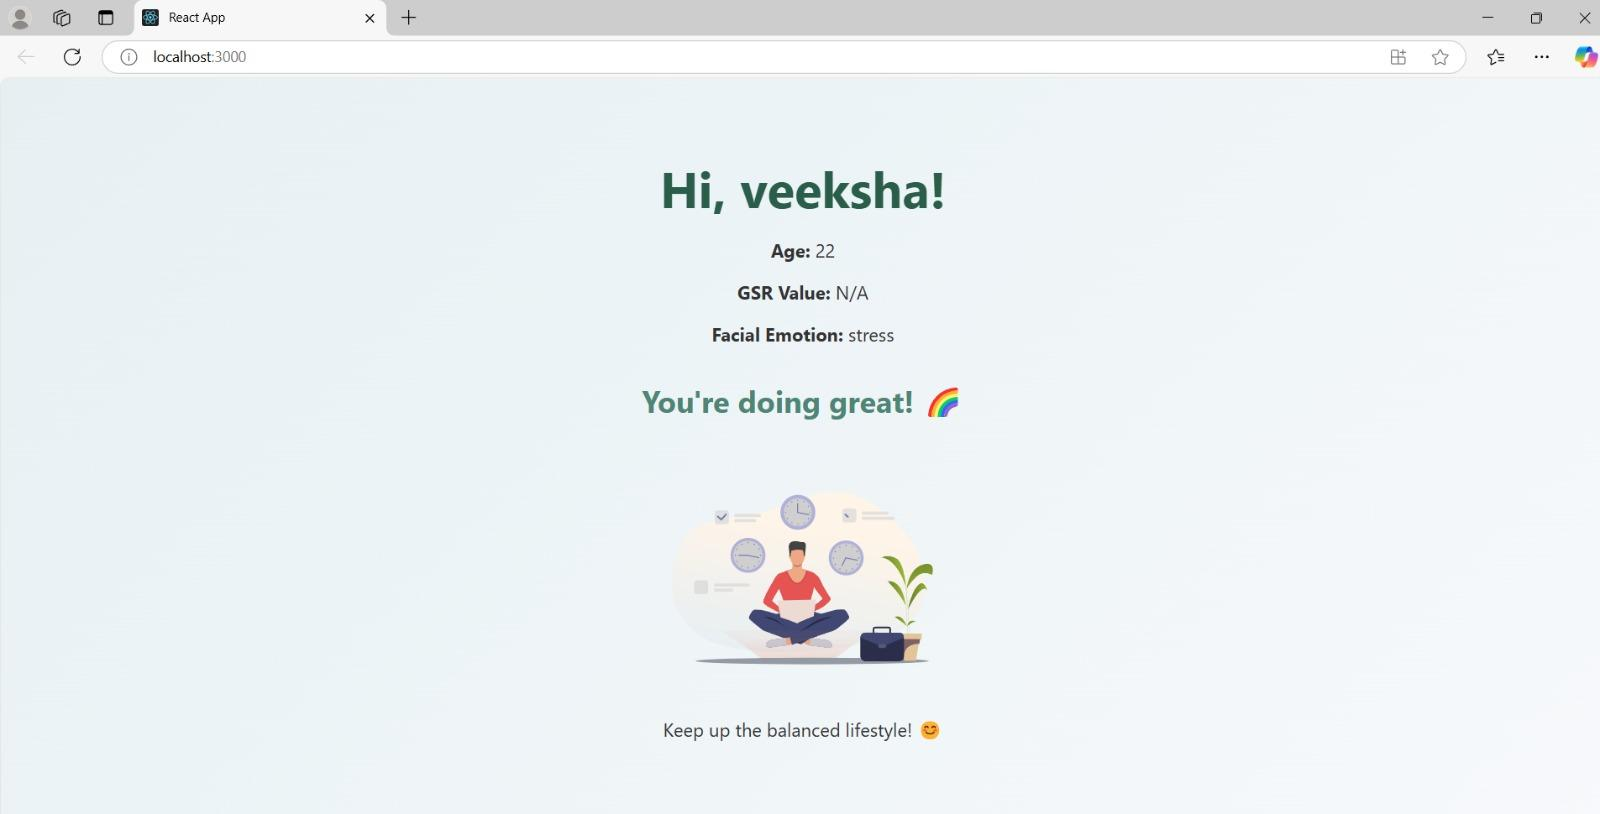 React App
localhost:3000
Hi, veeksha!
Age: 22
GSR Value: N/A
Facial Emotion: stress
You're doing great! 🌈
Keep up the balanced lifestyle! 😊